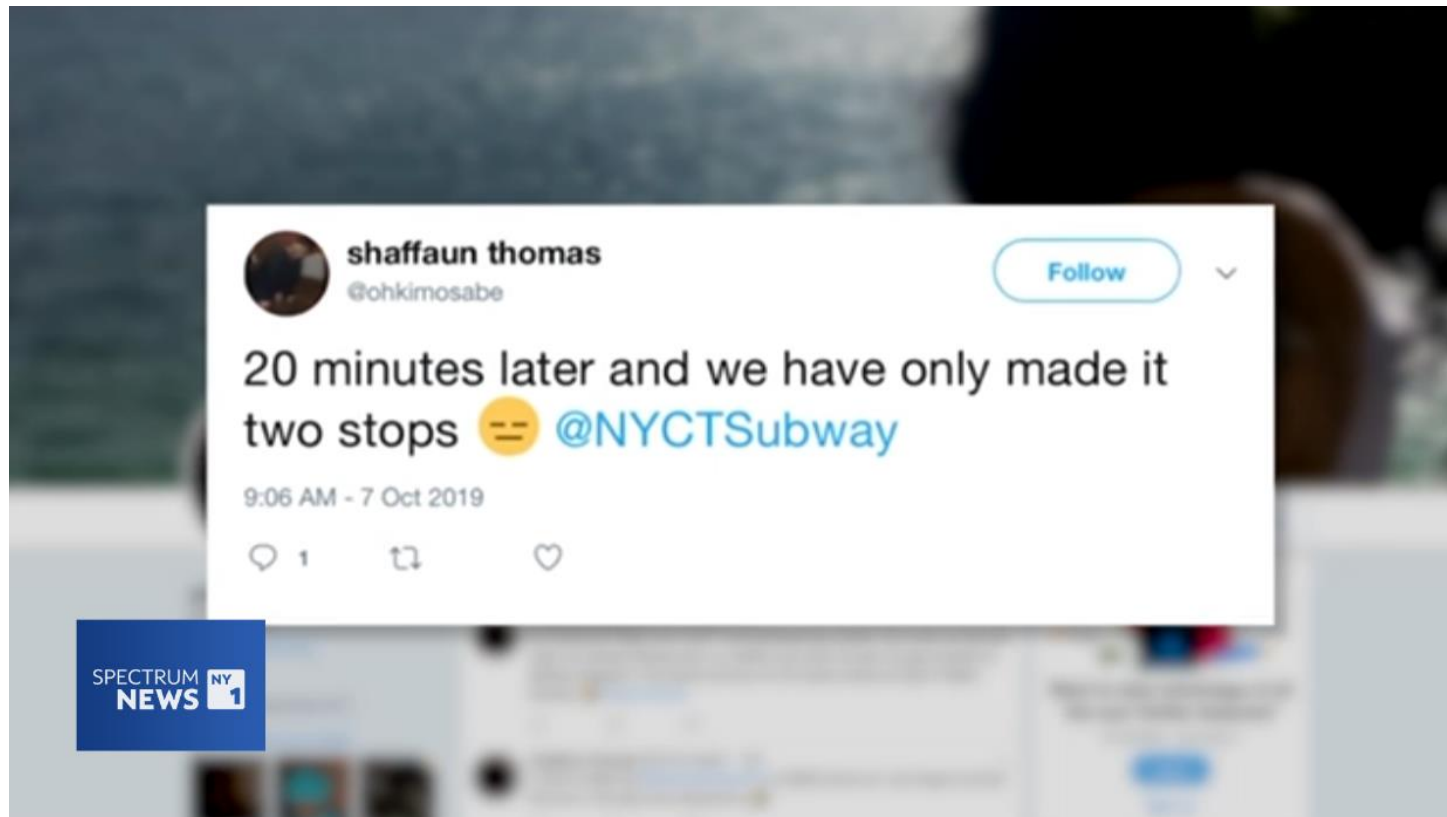 shaffaun thomas
@ohkimosabe
Follow
20 minutes later and we have only made it
two stops 😑 @NYCTSubway
9:06 AM - 7 Oct 2019
1
SPECTRUM NY
NEWS 1